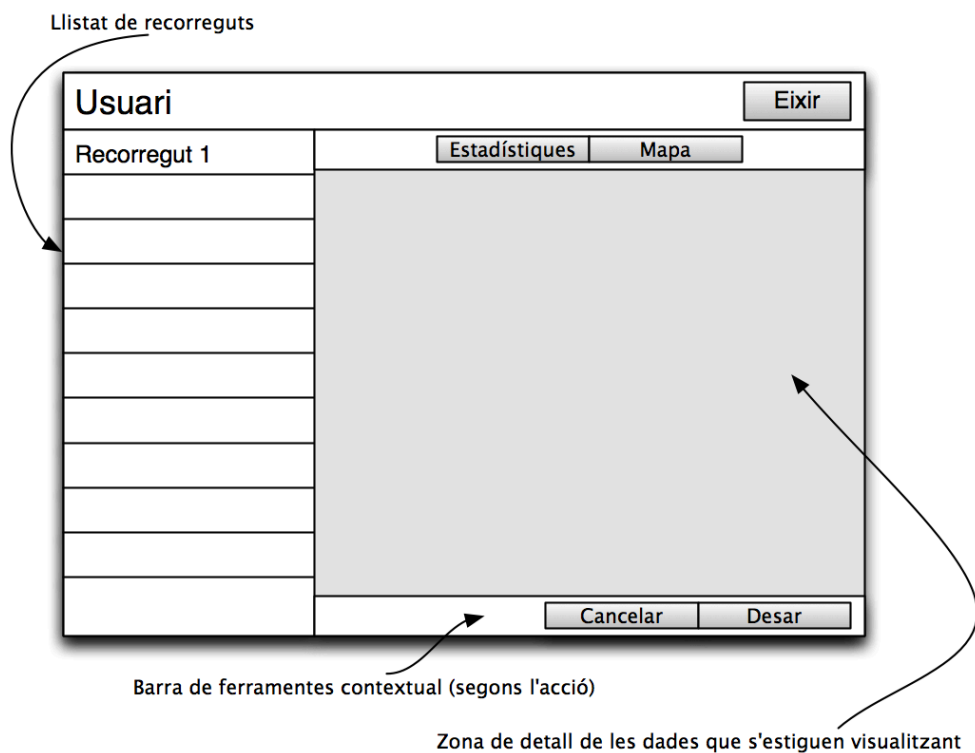 Llistat de recorreguts
Usuari
Eixir
Recorregut 1
Estadístiques
Mapa
Cancelar
Desar
Barra de ferramentes contextual (segons l'acció)
Zona de detall de les dades que s'estiguen visualitzant